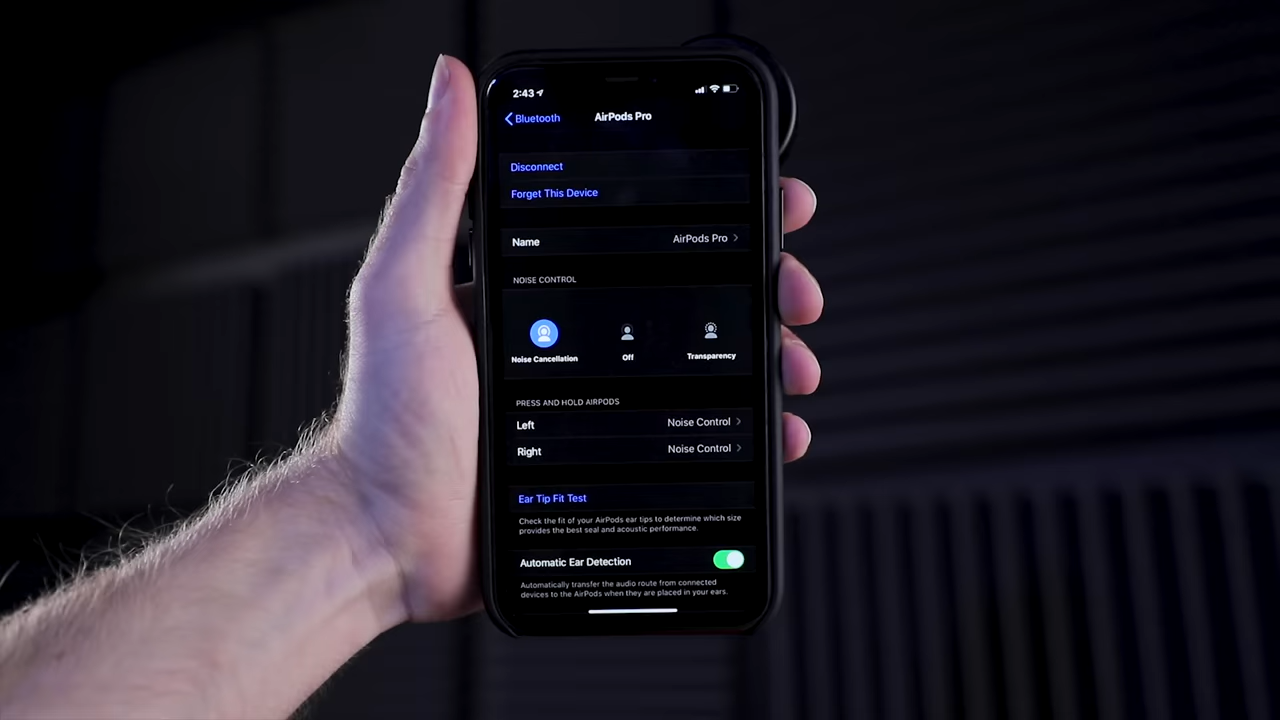 2:43
Bluetooth
AirPods Pro
Disconnect
Forget This Device
Name
AirPods Pro
NOISE CONTROL
Noise Cancellation
Off
Transparency
PRESS AND HOLD AIRPODS
Left
Noise Control
Right
Noise Control
Ear Tip Fit Test
Check the fit of your AirPods ear tips to determine which size
provides the best seal and acoustic performance.
Automatic Ear Detection
Automatically transfer the audio route from connected
devices to the AirPods when they are placed in your ears.